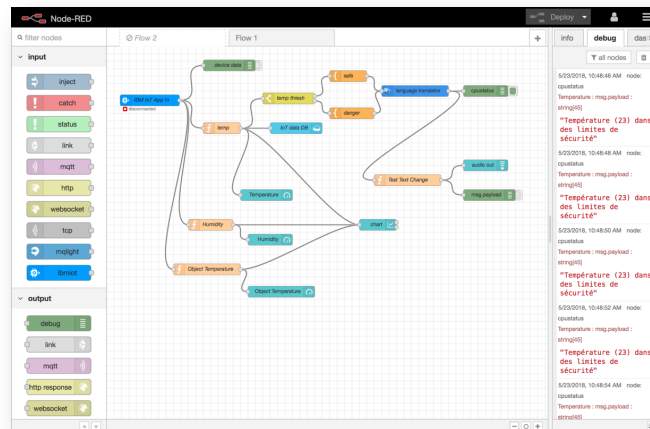 Node-RED
Deploy
filter nodes
Flow 2
Flow 1
+
info
debug
das
input
inject
catch
status
link
mqtt
http
websocket
tcp
mqlight
ibmiot
output
debug
link
mqtt
http response
websocket
IBM IoT App In
disconnected
device data
temp
temp thresh
safe
danger
language translator
cpustatus
IoT data DB
Temperature
Text Text Change
audio out
msg.payload
Humidity
Humidity
chart
Object Temperature
Object Temperature
all nodes
5/23/2018, 10:48:46 AM node:
cpustatus
Temperature : msg.payload :
string[45]
"Température (23) dans
des limites de
sécurité"
5/23/2018, 10:48:48 AM node:
cpustatus
Temperature : msg.payload :
string[45]
"Température (23) dans
des limites de
sécurité"
5/23/2018, 10:48:50 AM node:
cpustatus
Temperature : msg.payload :
string[45]
"Température (23) dans
des limites de
sécurité"
5/23/2018, 10:48:52 AM node:
cpustatus
Temperature : msg.payload :
string[45]
"Température (23) dans
des limites de
sécurité"
5/23/2018, 10:48:54 AM node:
cpustatus
Temperature : msg.payload :
string[45]